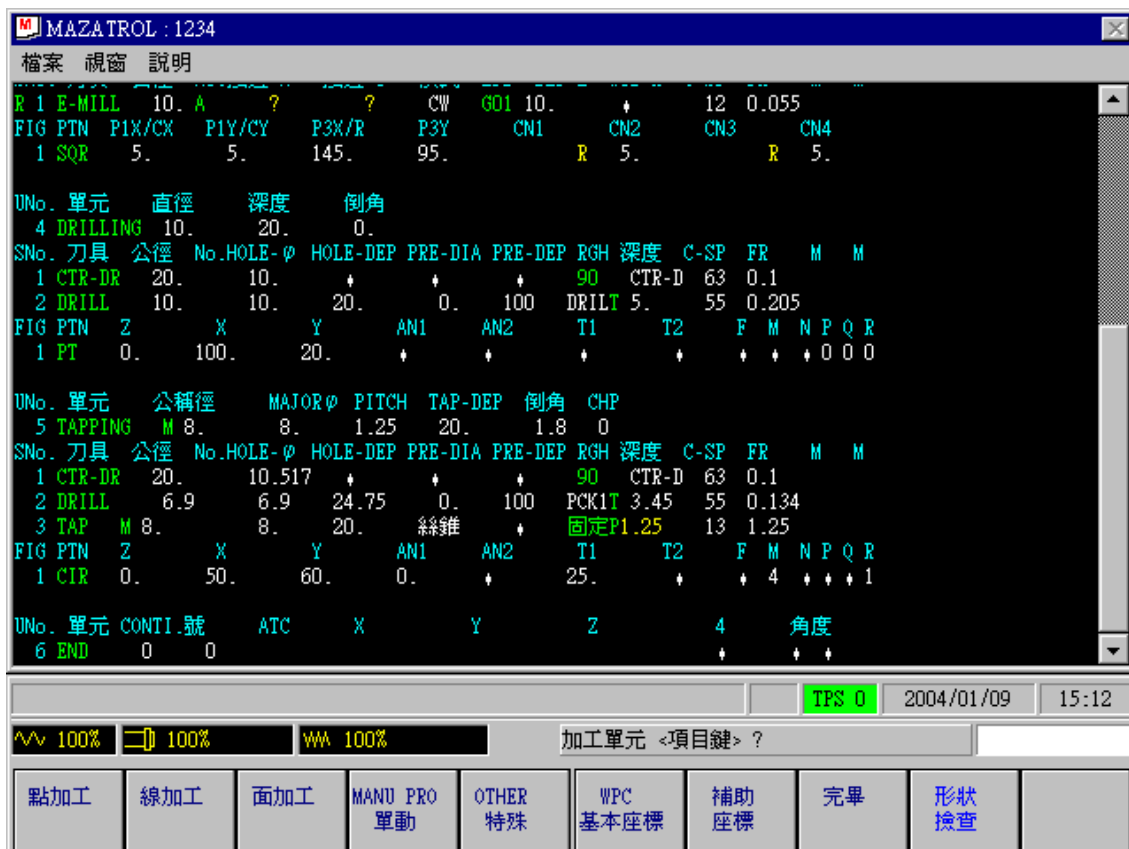 MAZATROL : 1234
檔案 視窗 說明
R 1 E-MILL 10. A ? ? CW G01 10. ♦ 12 0.055
FIG PTN P1X/CX P1Y/CY P3X/R P3Y CN1 CN2 CN3 CN4
1 SQR 5. 5. 145. 95. R 5. R 5.
UNo. 單元 直徑 深度 倒角
4 DRILLING 10. 20. 0.
SNo. 刀具 公徑 No.HOLE-φ HOLE-DEP PRE-DIA PRE-DEP RGH 深度 C-SP FR M M
1 CTR-DR 20. 10. ♦ ♦ ♦ 90 CTR-D 63 0.1
2 DRILL 10. 10. 20. 0. 100 DRILT 5. 55 0.205
FIG PTN Z X Y AN1 AN2 T1 T2 F M N P Q R
1 PT 0. 100. 20. ♦ ♦ ♦ ♦ ♦ ♦ ♦ 0 0 0
UNo. 單元 公稱徑 MAJORφ PITCH TAP-DEP 倒角 CHP
5 TAPPING M 8. 8. 1.25 20. 1.8 0
SNo. 刀具 公徑 No.HOLE-φ HOLE-DEP PRE-DIA PRE-DEP RGH 深度 C-SP FR M M
1 CTR-DR 20. 10.517 ♦ ♦ ♦ 90 CTR-D 63 0.1
2 DRILL 6.9 6.9 24.75 0. 100 PCK1T 3.45 55 0.134
3 TAP M 8. 8. 20. 絲錐 ♦ 固定P1.25 13 1.25
FIG PTN Z X Y AN1 AN2 T1 T2 F M N P Q R
1 CIR 0. 50. 60. 0. ♦ 25. ♦ ♦ 4 ♦ ♦ ♦ 1
UNo. 單元 CONTI.號 ATC X Y Z 4 角度
6 END 0 0 ♦ ♦ ♦
TPS 0 2004/01/09 15:12
100% 100% 100% 加工單元 <項目鍵> ?
點加工 線加工 面加工 MANU PRO 單動 OTHER 特殊 WPC 基本座標 補助 座標 完畢 形狀 檢查